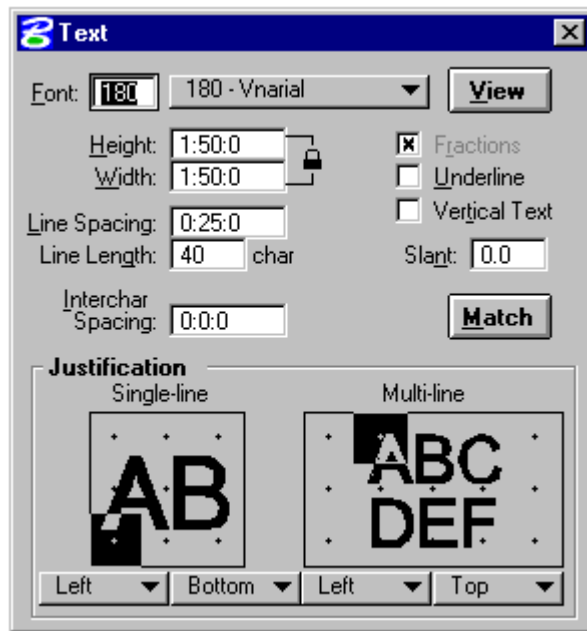 Text
Font: 180 180 - Vnarial View
Height: 1:50:0 Fractions
Width: 1:50:0 Underline
Vertical Text
Line Spacing: 0:25:0
Line Length: 40 char Slant: 0.0
Interchar
Spacing: 0:0:0 Match
Justification
Single-line Multi-line
AB ABC
DEF
Left Bottom Left Top